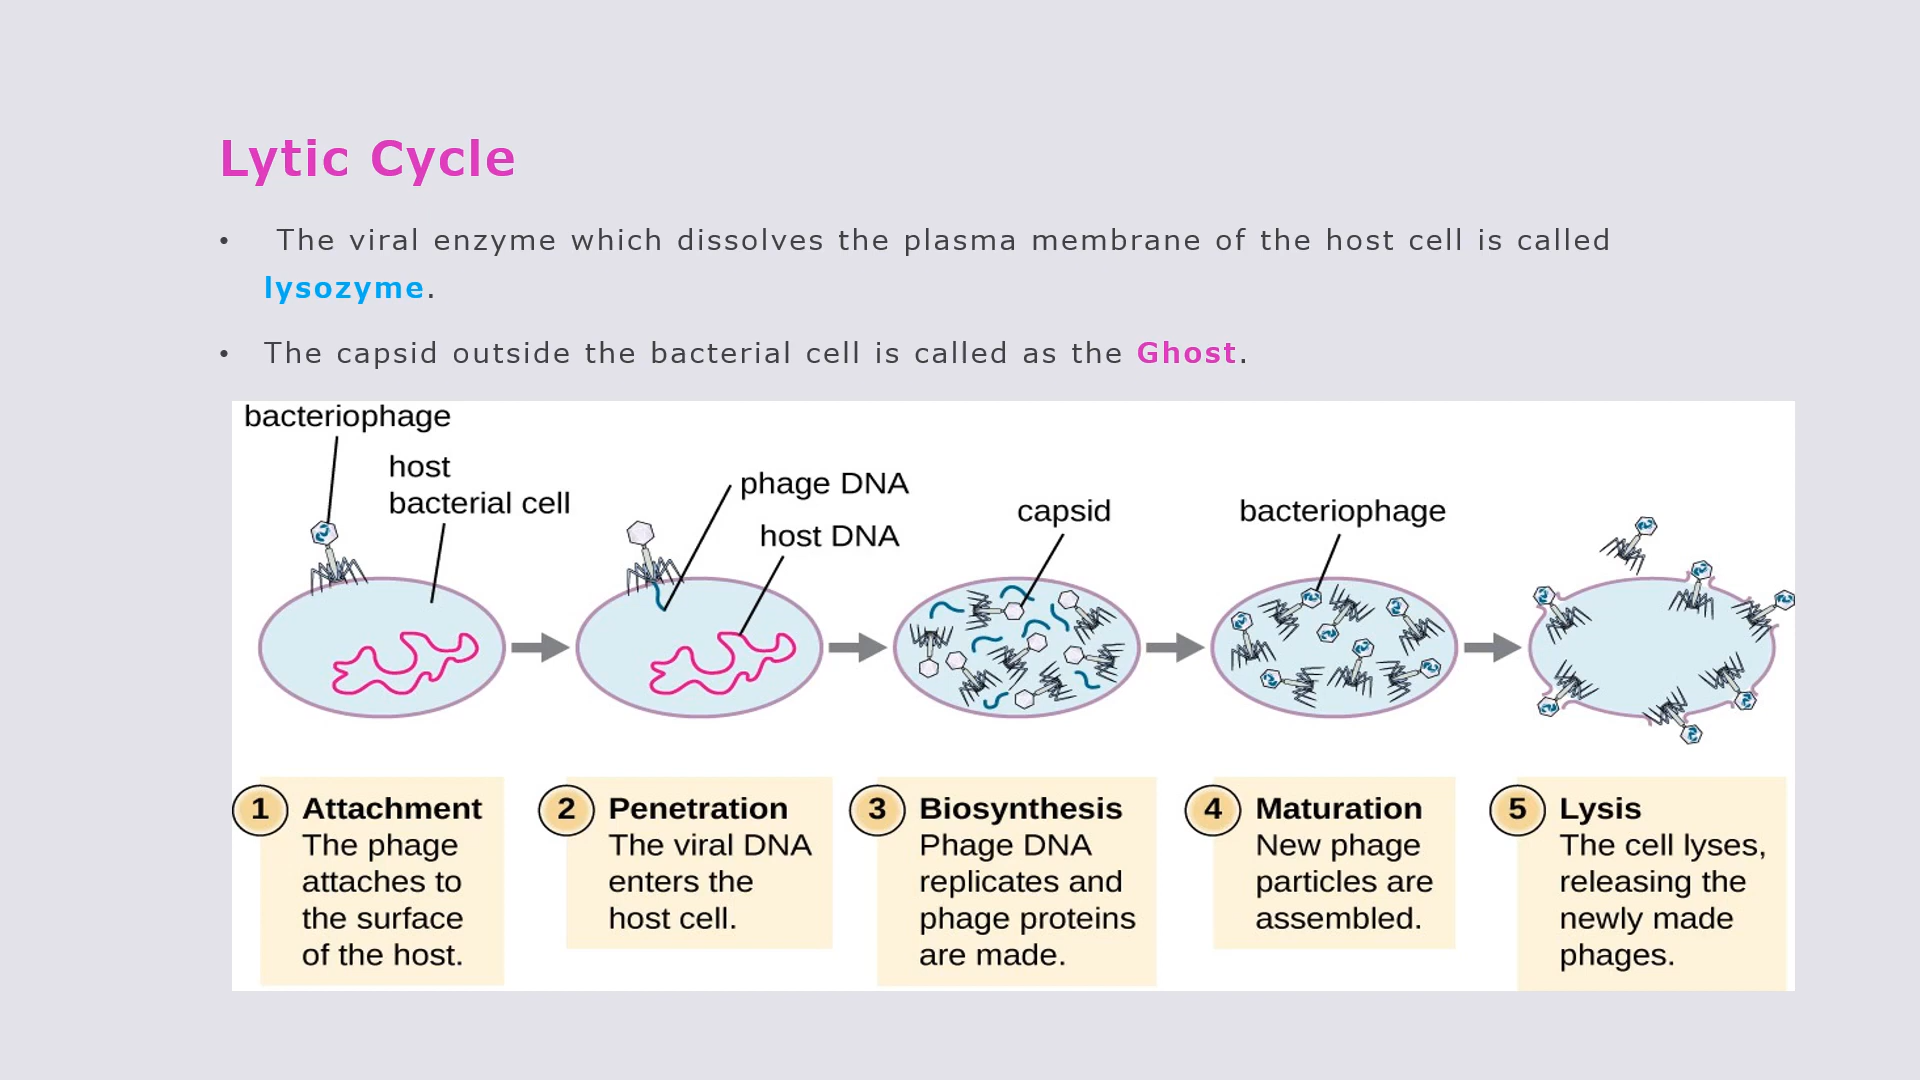 Lytic Cycle
• The viral enzyme which dissolves the plasma membrane of the host cell is called
lysozyme.
• The capsid outside the bacterial cell is called as the Ghost.
bacteriophage
host
bacterial cell
phage DNA
host DNA
capsid
bacteriophage
1 Attachment
The phage
attaches to
the surface
of the host.
2 Penetration
The viral DNA
enters the
host cell.
3 Biosynthesis
Phage DNA
replicates and
phage proteins
are made.
4 Maturation
New phage
particles are
assembled.
5 Lysis
The cell lyses,
releasing the
newly made
phages.